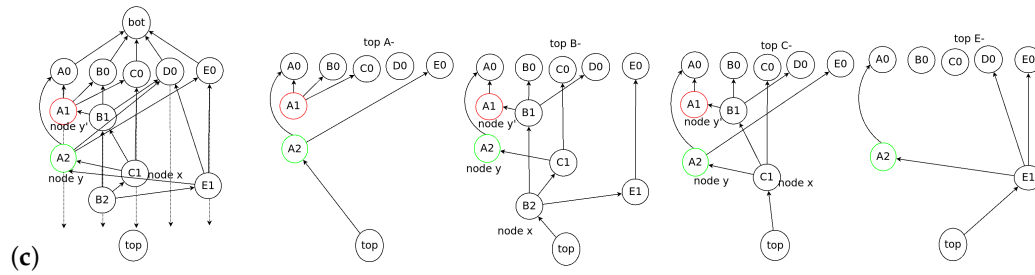 bot
A0 B0 C0 D0 E0
A1
node y'
B1
A2
node y
C1 node x
B2 E1
top
top A-
A0 B0 C0 D0 E0
A1
A2
top
top B-
A0 B0 C0 D0 E0
A1 B1
node y'
A2 C1
B2 E1
node x
top
top C-
A0 B0 C0 D0 E0
A1 B1
node y'
A2
node y C1 node x
top
top E-
A0 B0 C0 D0 E0
A2
E1
top
(c)